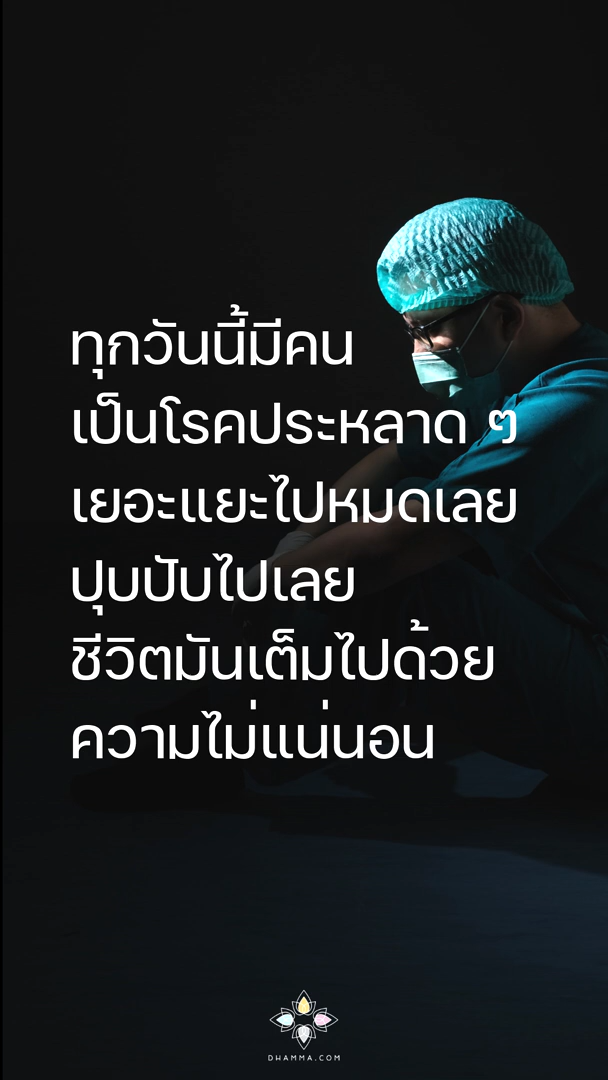 ทุกวันนี้มีคน
เป็นโรคประหลาด ๆ
เยอะแยะไปหมดเลย
ปุบปับไปเลย
ชีวิตมันเต็มไปด้วย
ความไม่แน่นอน
DHAMMA.COM